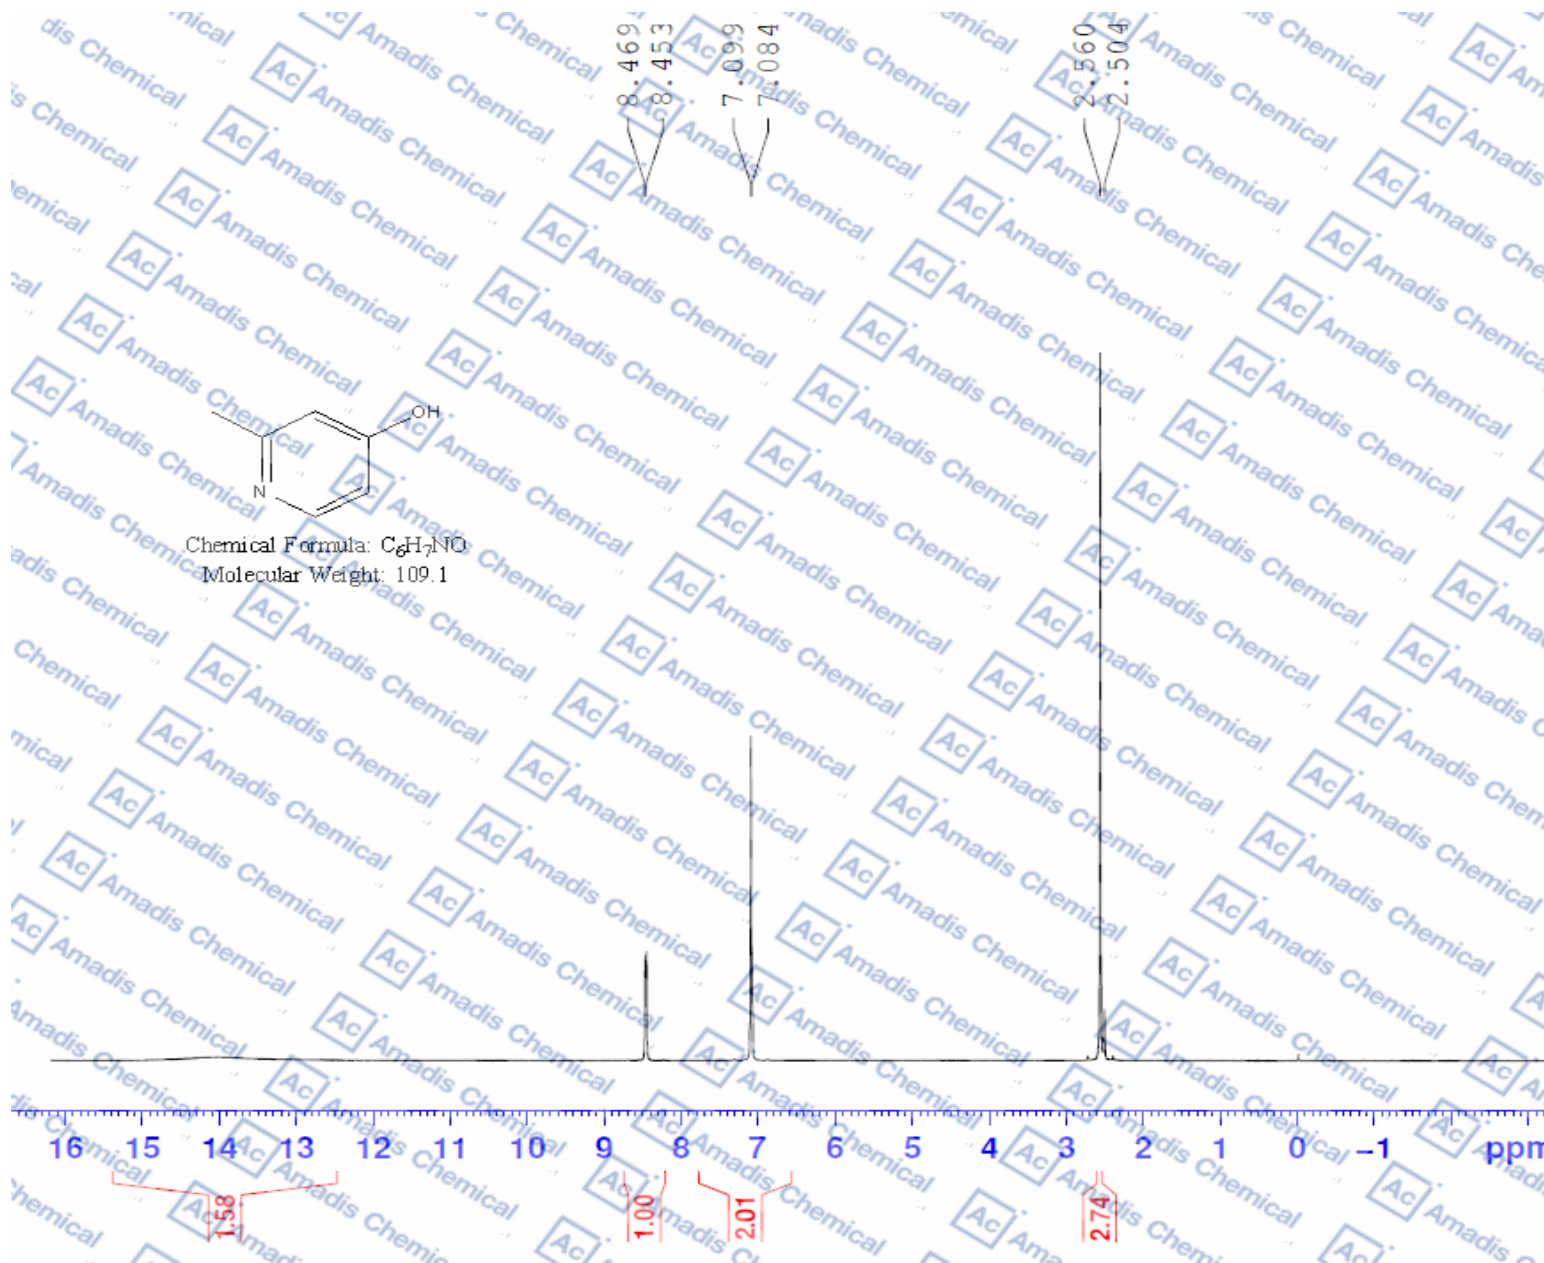 8.469
8.453
7.099
7.084
2.560
2.504
OH
N
Chemical Formula: C₆H₇NO
Molecular Weight: 109.1
16 15 14 13 12 11 10 9 8 7 6 5 4 3 2 1 0 -1 ppm
1.58
1.00
2.01
2.74
Ac Amadis Chemical